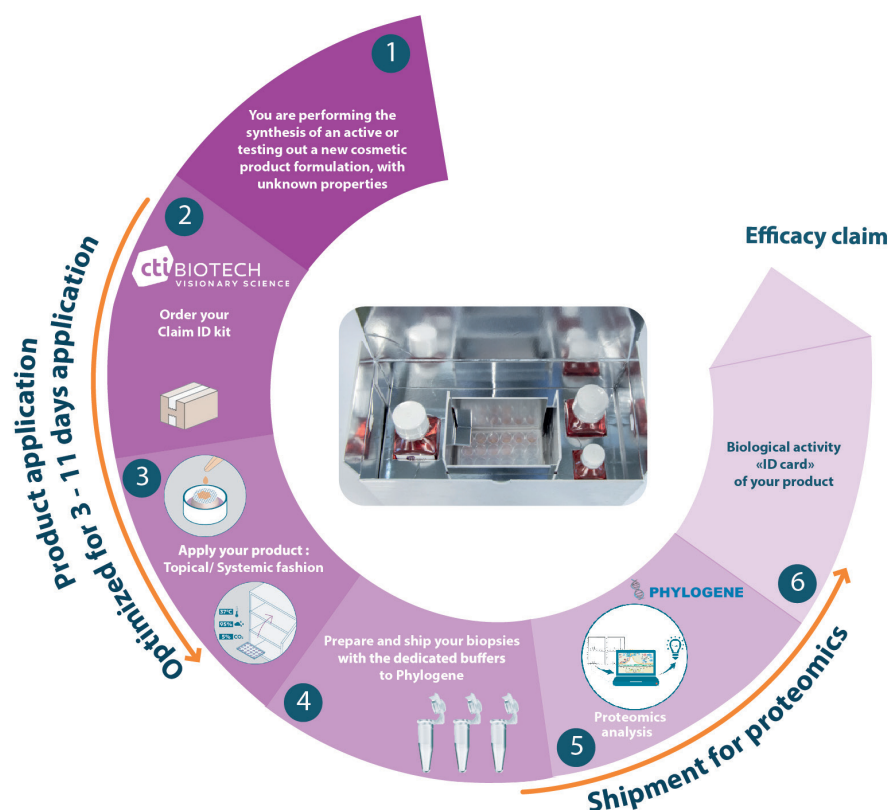 1
You are performing the
synthesis of an active or
testing out a new cosmetic
product formulation, with
unknown properties
2
cti BIOTECH
VISIONARY SCIENCE
Order your
Claim ID kit
Product application
Optimized for 3 - 11 days application
3
Apply your product :
Topical/ Systemic fashion
37°C
95%
5% CO₂
4
Prepare and ship your biopsies
with the dedicated buffers
to Phylogene
5
PHYLOGENE
Proteomics
analysis
Shipment for proteomics
6
Biological activity
«ID card»
of your product
Efficacy claim